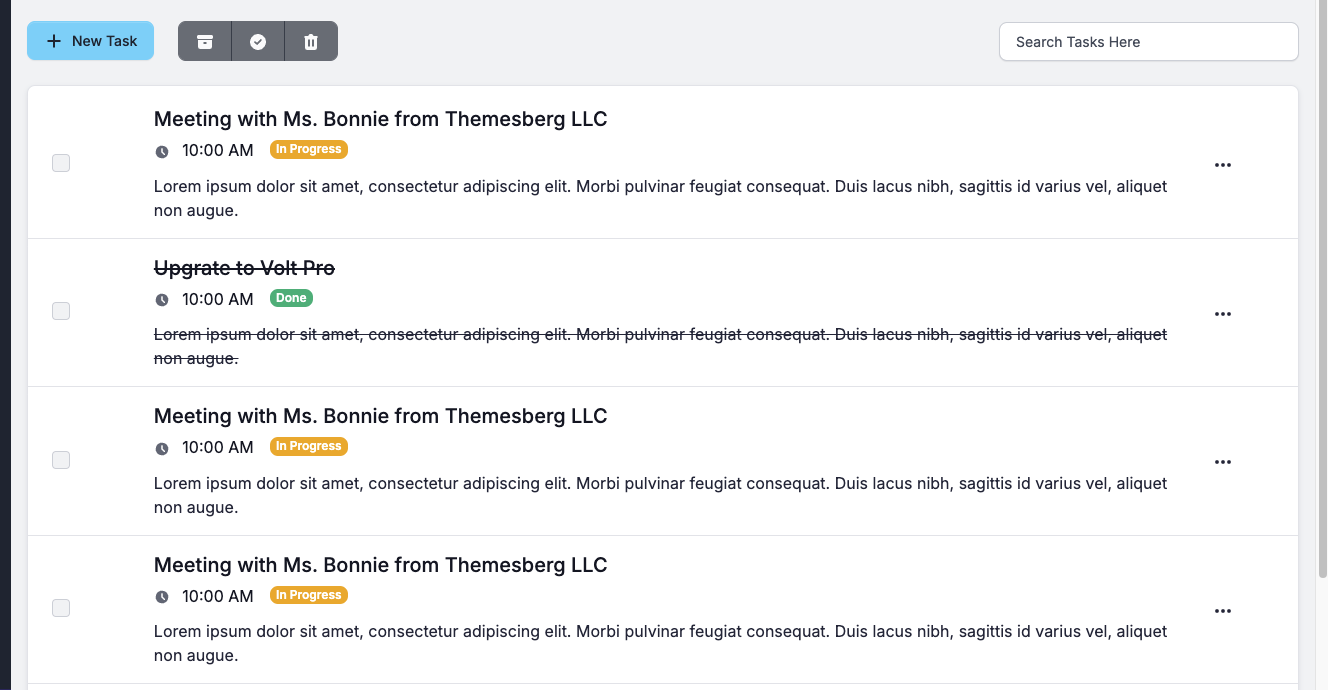 New Task
Search Tasks Here
Meeting with Ms. Bonnie from Themesberg LLC
10:00 AM In Progress
Lorem ipsum dolor sit amet, consectetur adipiscing elit. Morbi pulvinar feugiat consequat. Duis lacus nibh, sagittis id varius vel, aliquet
non augue.
Upgrate to Volt Pro
10:00 AM Done
Lorem ipsum dolor sit amet, consectetur adipiscing elit. Morbi pulvinar feugiat consequat. Duis lacus nibh, sagittis id varius vel, aliquet
non augue.
Meeting with Ms. Bonnie from Themesberg LLC
10:00 AM In Progress
Lorem ipsum dolor sit amet, consectetur adipiscing elit. Morbi pulvinar feugiat consequat. Duis lacus nibh, sagittis id varius vel, aliquet
non augue.
Meeting with Ms. Bonnie from Themesberg LLC
10:00 AM In Progress
Lorem ipsum dolor sit amet, consectetur adipiscing elit. Morbi pulvinar feugiat consequat. Duis lacus nibh, sagittis id varius vel, aliquet
non augue.